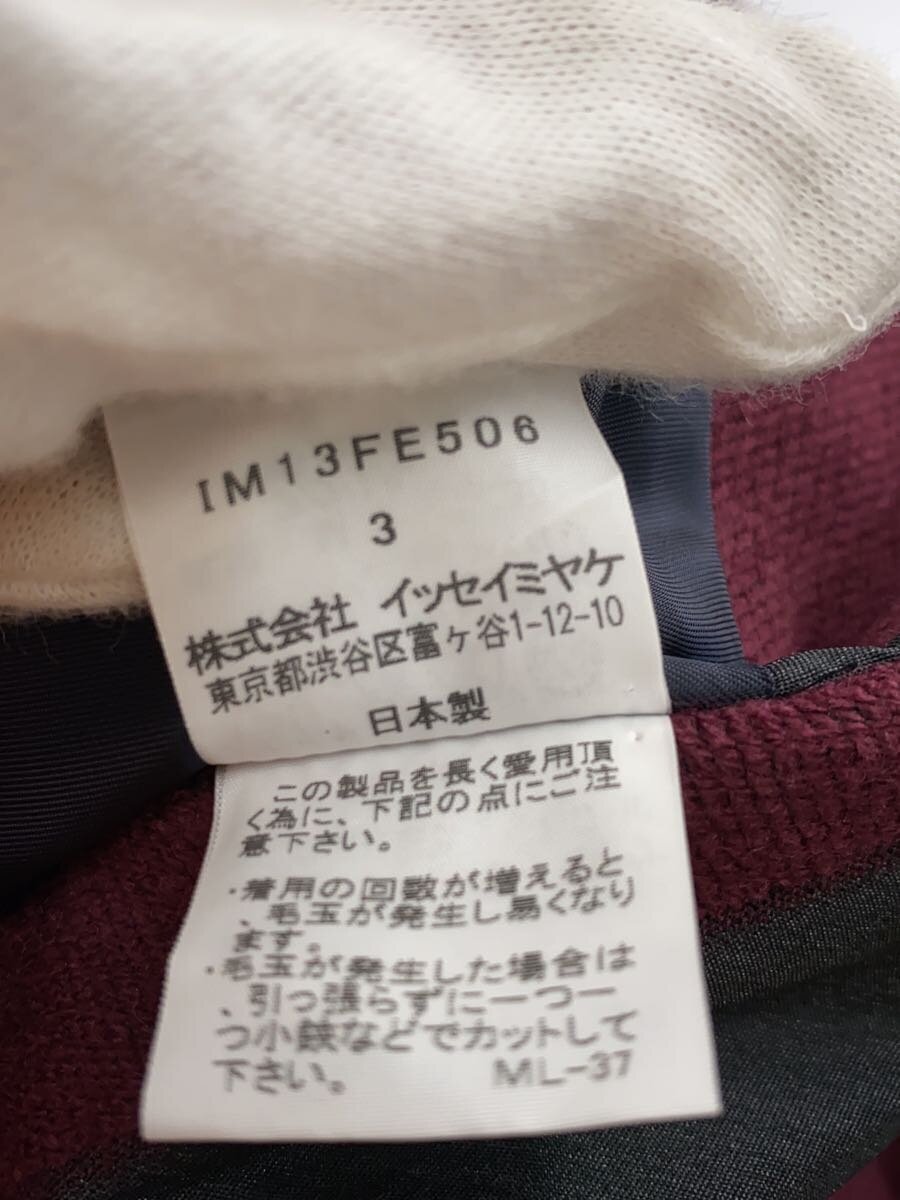 IM13FE506
3
株式会社 イッセイミヤケ
東京都渋谷区富ヶ谷1-12-10
日本製
この製品を長く愛用頂
く為に、下記の点にご注
意下さい。
・着用の回数が増えると
、毛玉が発生し易くなり
ます。
・毛玉が発生した場合は
、引っ張らずに一つ一
つ小鋏などでカットして
下さい。 ML-37